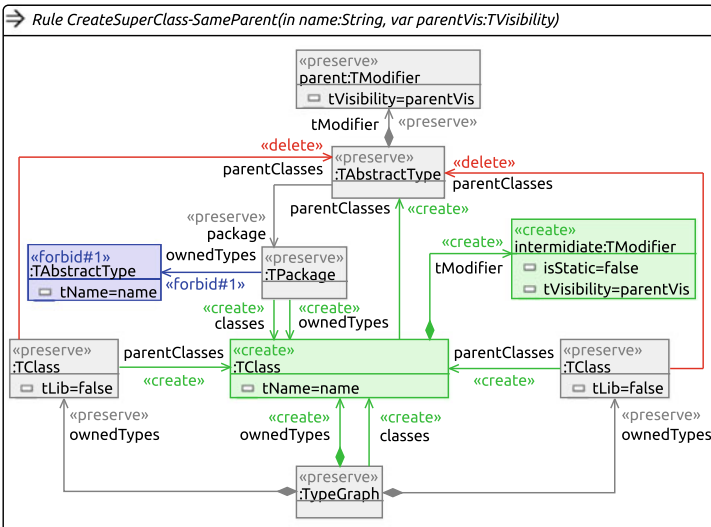 Rule CreateSuperClass-SameParent(in name:String, var parentVis:TVisibility)
«preserve»
parent:TModifier
tVisibility=parentVis
tModifier
«preserve»
«delete»
parentClasses
«preserve»
:TAbstractType
«delete»
parentClasses
parentClasses
«create»
«preserve»
package
ownedTypes
«forbid#1»
:TAbstractType
tName=name
«forbid#1»
«preserve»
:TPackage
«create»
tModifier
«create»
intermidiate:TModifier
isStatic=false
tVisibility=parentVis
«create»
classes
«create»
ownedTypes
«preserve»
:TClass
tLib=false
parentClasses
«create»
«create»
:TClass
tName=name
parentClasses
«create»
«preserve»
:TClass
tLib=false
«preserve»
ownedTypes
«create»
ownedTypes
«create»
classes
«preserve»
ownedTypes
«preserve»
:TypeGraph